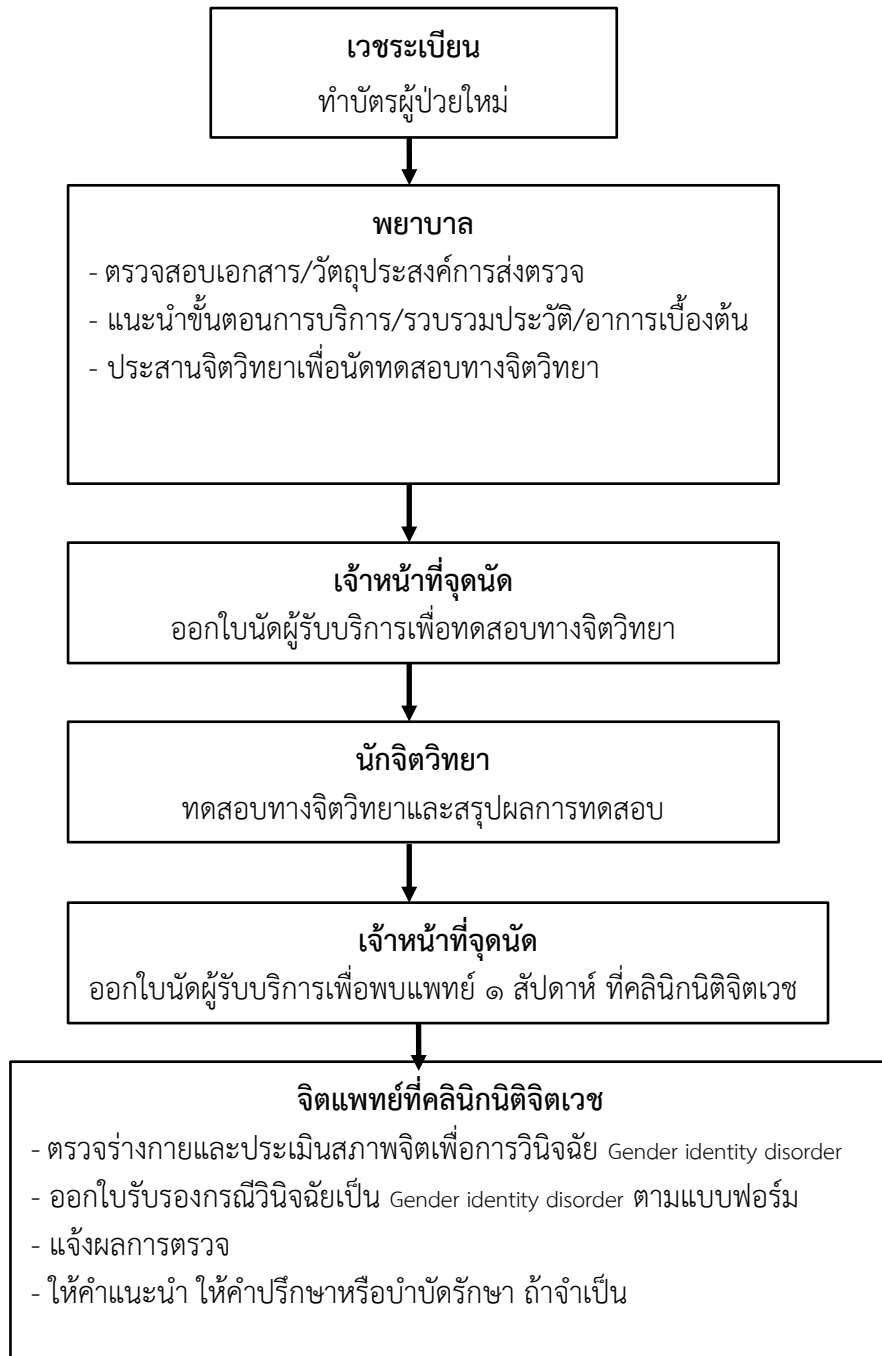 เวชระเบียน
ทำบัตรผู้ป่วยใหม่
พยาบาล
- ตรวจสอบเอกสาร/วัตถุประสงค์การส่งตรวจ
- แนะนำขั้นตอนการบริการ/รวบรวมประวัติ/อาการเบื้องต้น
- ประสานจิตวิทยาเพื่อนัดทดสอบทางจิตวิทยา
เจ้าหน้าที่จุดนัด
ออกใบนัดผู้รับบริการเพื่อทดสอบทางจิตวิทยา
นักจิตวิทยา
ทดสอบทางจิตวิทยาและสรุปผลการทดสอบ
เจ้าหน้าที่จุดนัด
ออกใบนัดผู้รับบริการเพื่อพบแพทย์ ๑ สัปดาห์ ที่คลินิกนิติจิตเวช
จิตแพทย์ที่คลินิกนิติจิตเวช
- ตรวจร่างกายและประเมินสภาพจิตเพื่อการวินิจฉัย Gender identity disorder
- ออกใบรับรองกรณีวินิจฉัยเป็น Gender identity disorder ตามแบบฟอร์ม
- แจ้งผลการตรวจ
- ให้คำแนะนำ ให้คำปรึกษาหรือบำบัดรักษา ถ้าจำเป็น